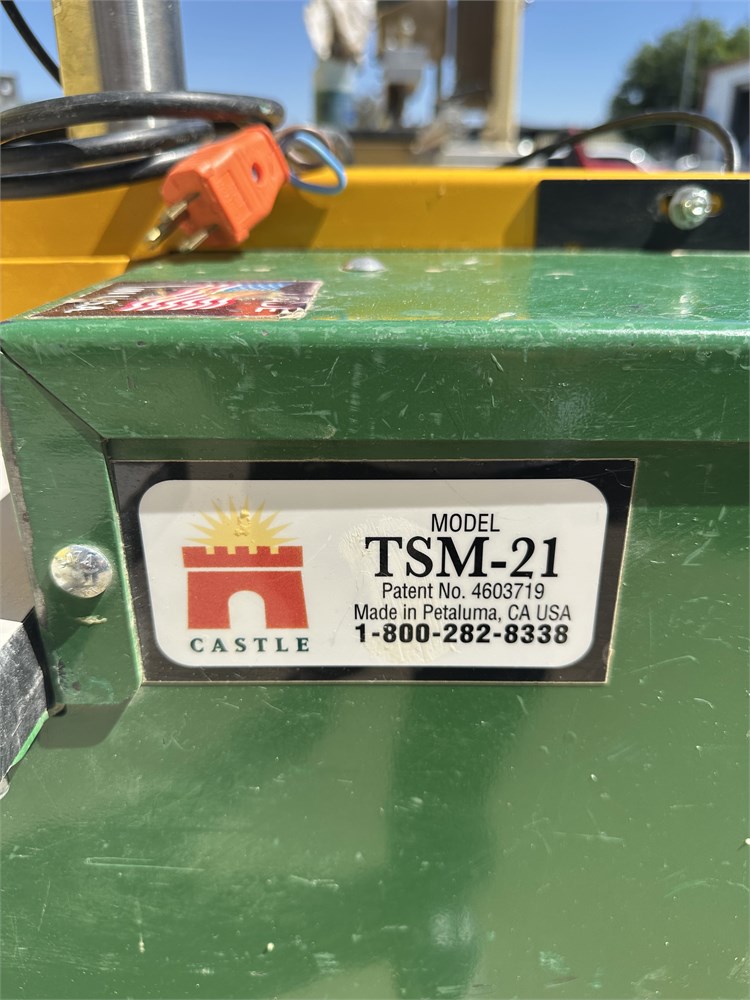 MODEL
TSM-21
Patent No. 4603719
Made in Petaluma, CA USA
1-800-282-8338
CASTLE